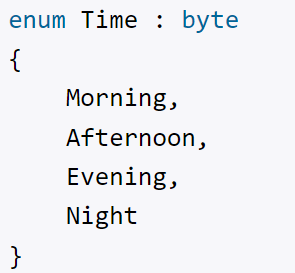 enum Time : byte
{
    Morning,
    Afternoon,
    Evening,
    Night
}